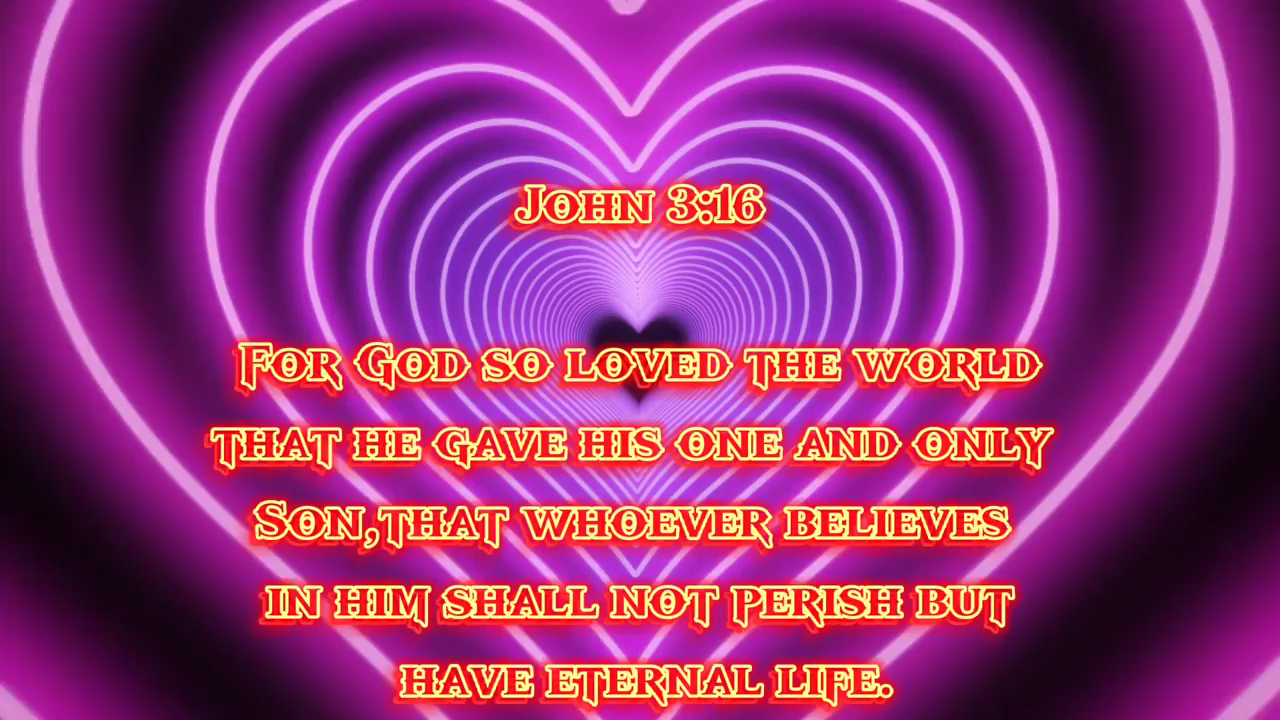 John 3:16
For God so loved the world
that he gave his one and only
Son,that whoever believes
in him shall not perish but
have eternal life.